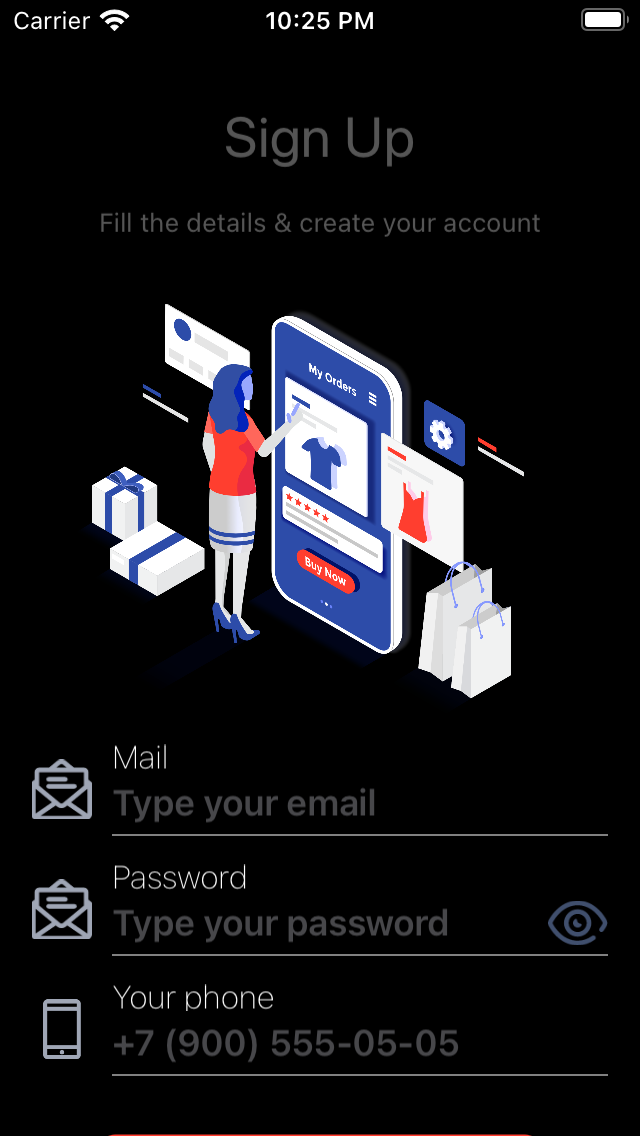 Carrier 10:25 PM
Sign Up
Fill the details & create your account
My Orders
Buy Now
Mail
Type your email
Password
Type your password
Your phone
+7 (900) 555-05-05